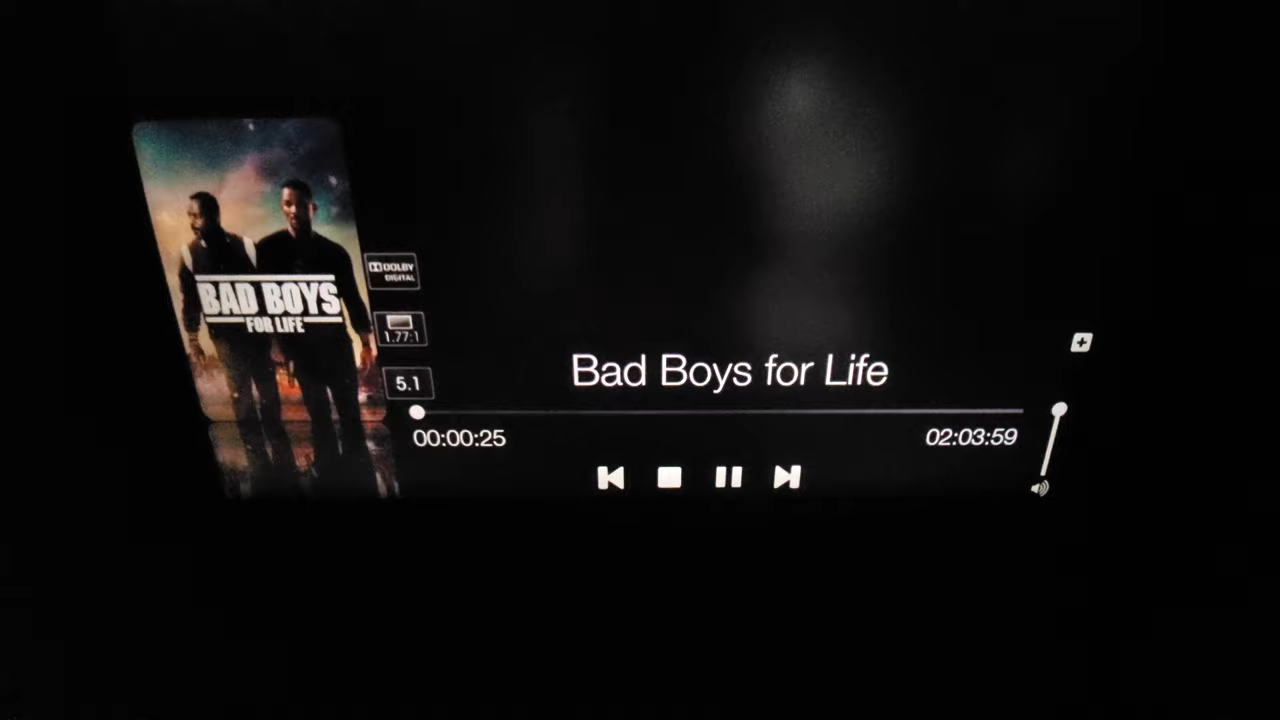 BAD BOYS
FOR LIFE
DOLBY
DIGITAL
1.77:1
5.1
Bad Boys for Life
00:00:25
02:03:59